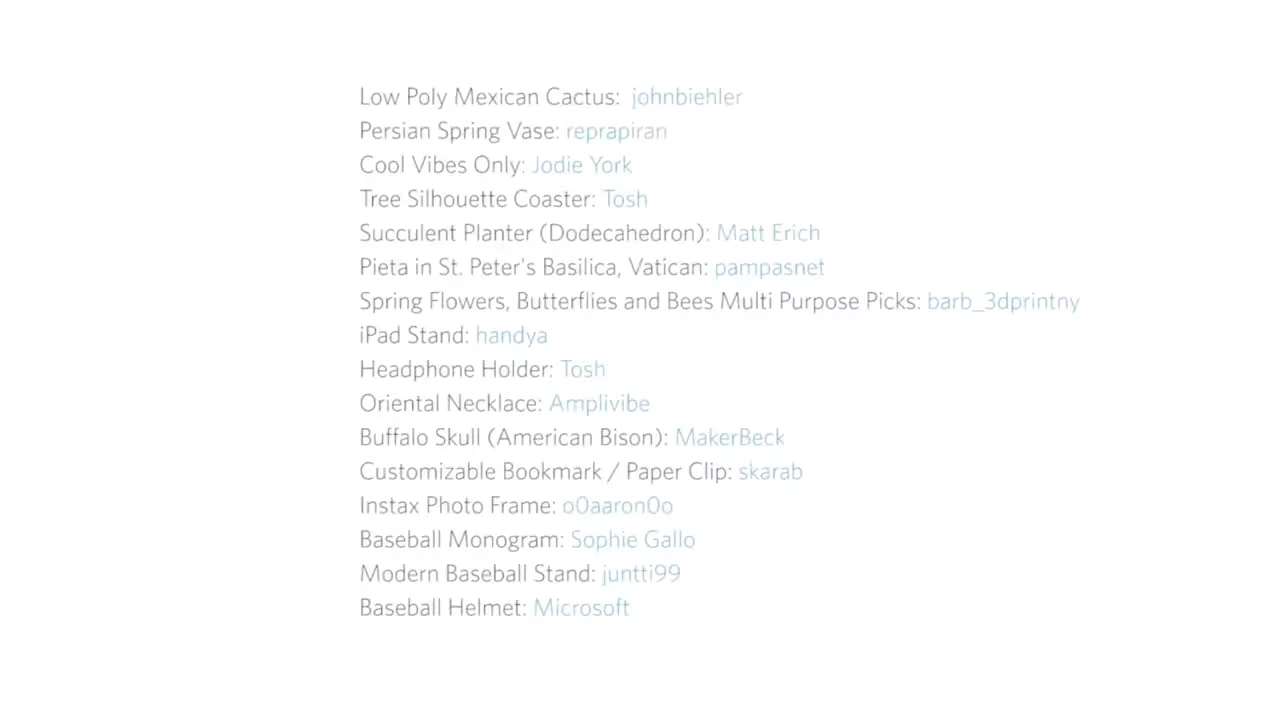 Low Poly Mexican Cactus: johnbiehler
Persian Spring Vase: reprapiran
Cool Vibes Only: Jodie York
Tree Silhouette Coaster: Tosh
Succulent Planter (Dodecahedron): Matt Erich
Pieta in St. Peter's Basilica, Vatican: pampasnet
Spring Flowers, Butterflies and Bees Multi Purpose Picks: barb_3dprintny
iPad Stand: handya
Headphone Holder: Tosh
Oriental Necklace: Amplivibe
Buffalo Skull (American Bison): MakerBeck
Customizable Bookmark / Paper Clip: skarab
Instax Photo Frame: o0aaron0o
Baseball Monogram: Sophie Gallo
Modern Baseball Stand: juntti99
Baseball Helmet: Microsoft